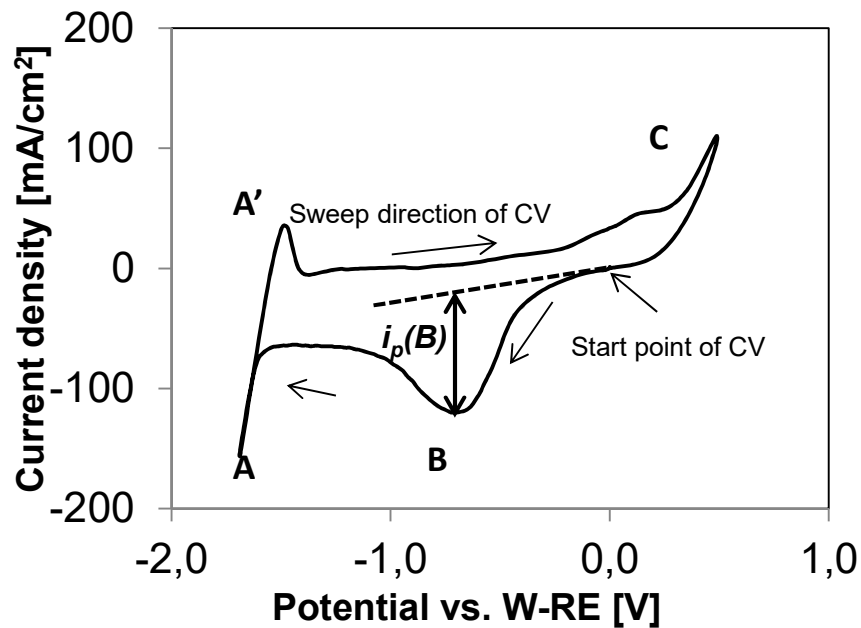 Current density [mA/cm²]
200
100
0
-100
-200
C
A’
Sweep direction of CV
i_p(B)
Start point of CV
A
B
-2,0
-1,0
0,0
1,0
Potential vs. W-RE [V]